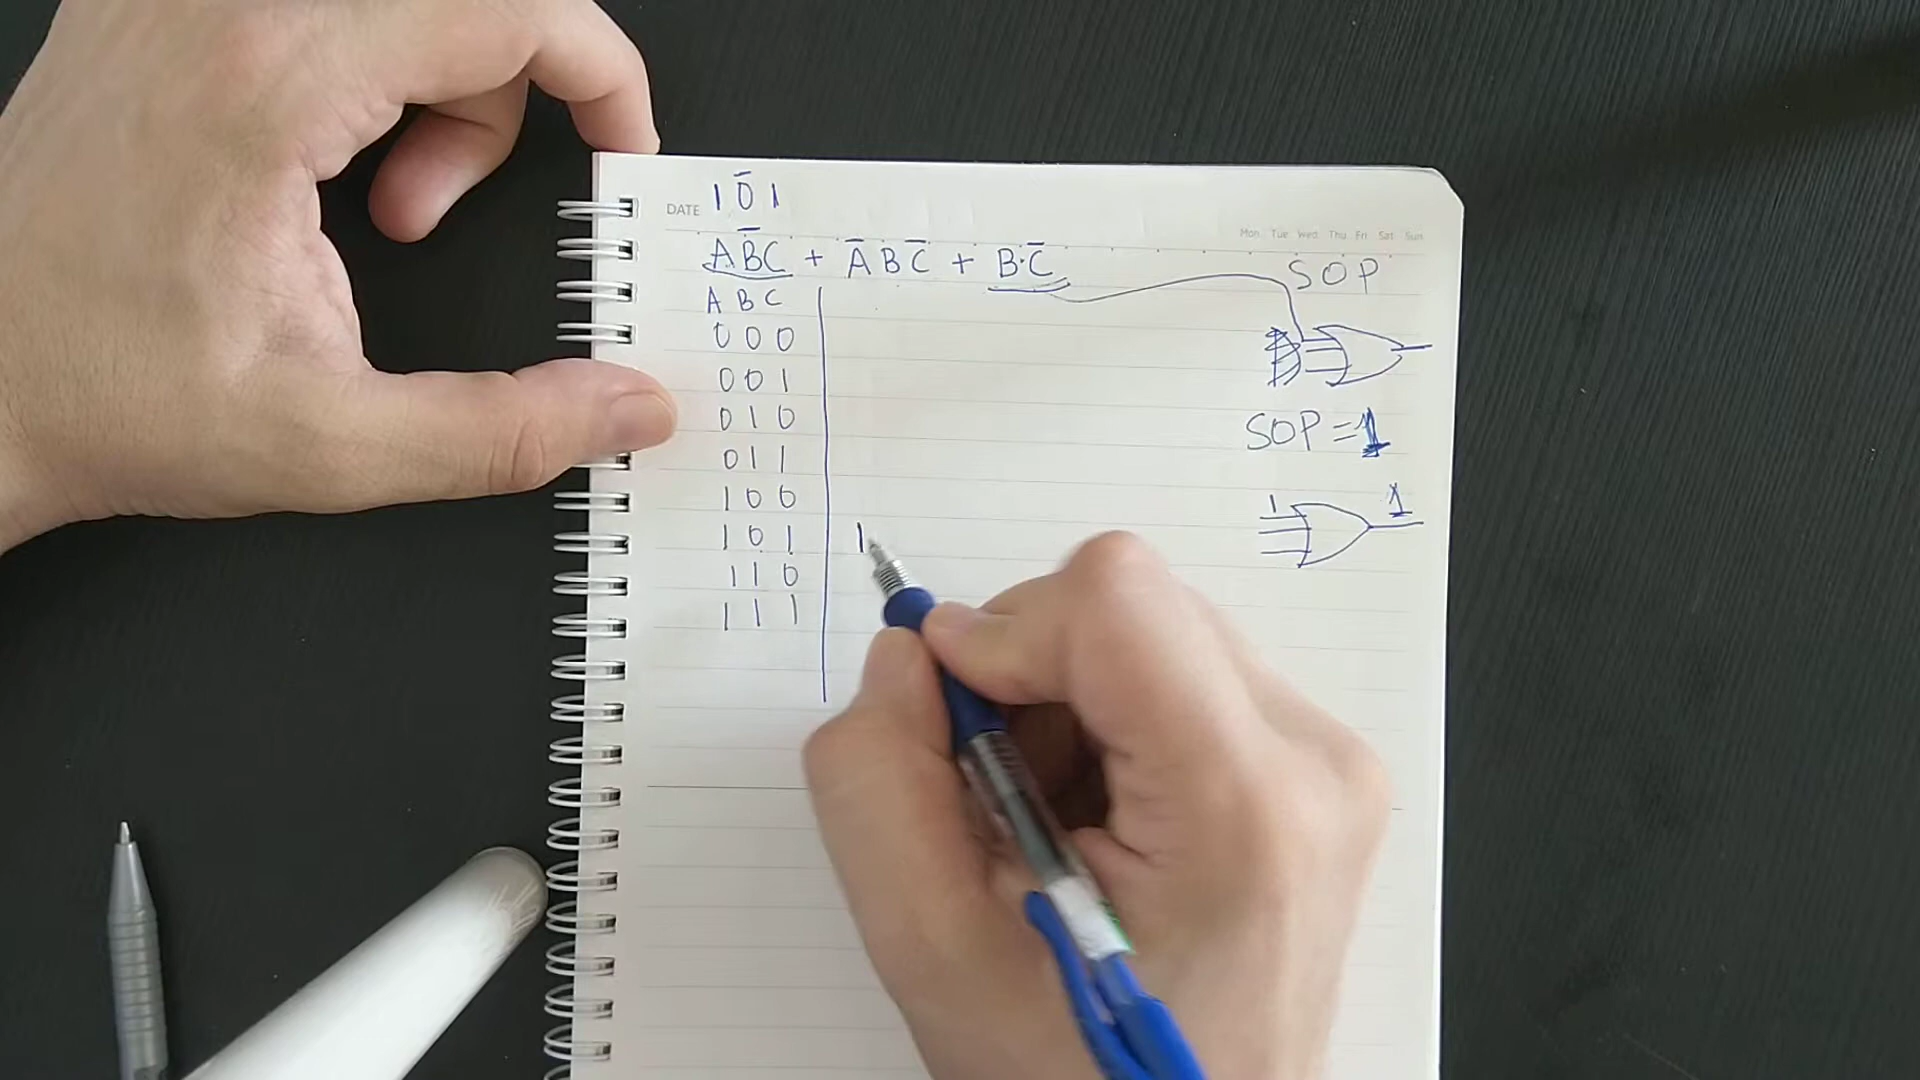 1 0̅ 1
DATE
Mon Tue Wed Thu Fri Sat Sun
AB̅C + A̅BC̅ + B·C̅
SOP
A B C
0 0 0
0 0 1
0 1 0
SOP = 1
0 1 1
1 0 0
1 1
1 0 1 1
1 1 0
1 1 1